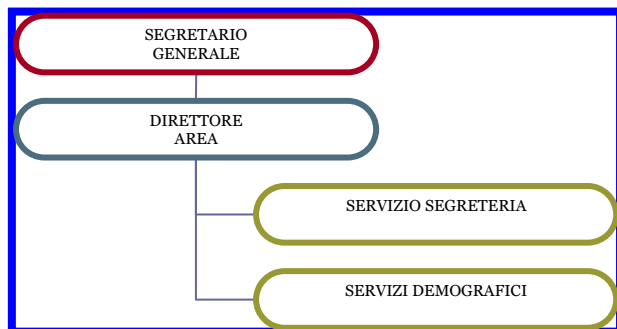 SEGRETARIO
GENERALE
DIRETTORE
AREA
SERVIZIO SEGRETERIA
SERVIZI DEMOGRAFICI